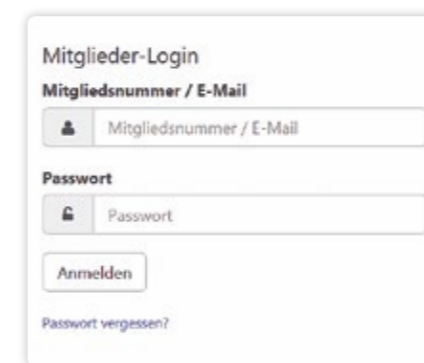 Mitglieder-Login
Mitgliedsnummer / E-Mail
Mitgliedsnummer / E-Mail
Passwort
Passwort
Anmelden
Passwort vergessen?